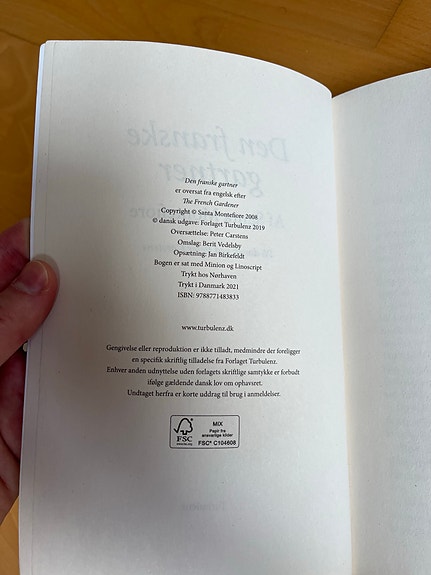 Den franske gartner
er oversat fra engelsk efter
The French Gardener
Copyright © Santa Montefiore 2008
© dansk udgave: Forlaget Turbulenz 2019
Oversættelse: Peter Carstens
Omslag: Berit Vedelsby
Opsætning: Jan Birkefeldt
Bogen er sat med Minion og Linoscript
Trykt hos Nørhaven
Trykt i Danmark 2021
ISBN: 9788771483833
www.turbulenz.dk
Gengivelse eller reproduktion er ikke tilladt, medmindre der foreligger
en specifik skriftlig tilladelse fra Forlaget Turbulenz.
Enhver anden udnyttelse uden forlagets skriftlige samtykke er forbudt
ifølge gældende dansk lov om ophavsret.
Undtaget herfra er korte uddrag til brug i anmeldelser.
FSC
MIX
Papir fra
ansvarlige kilder
FSC® C104608